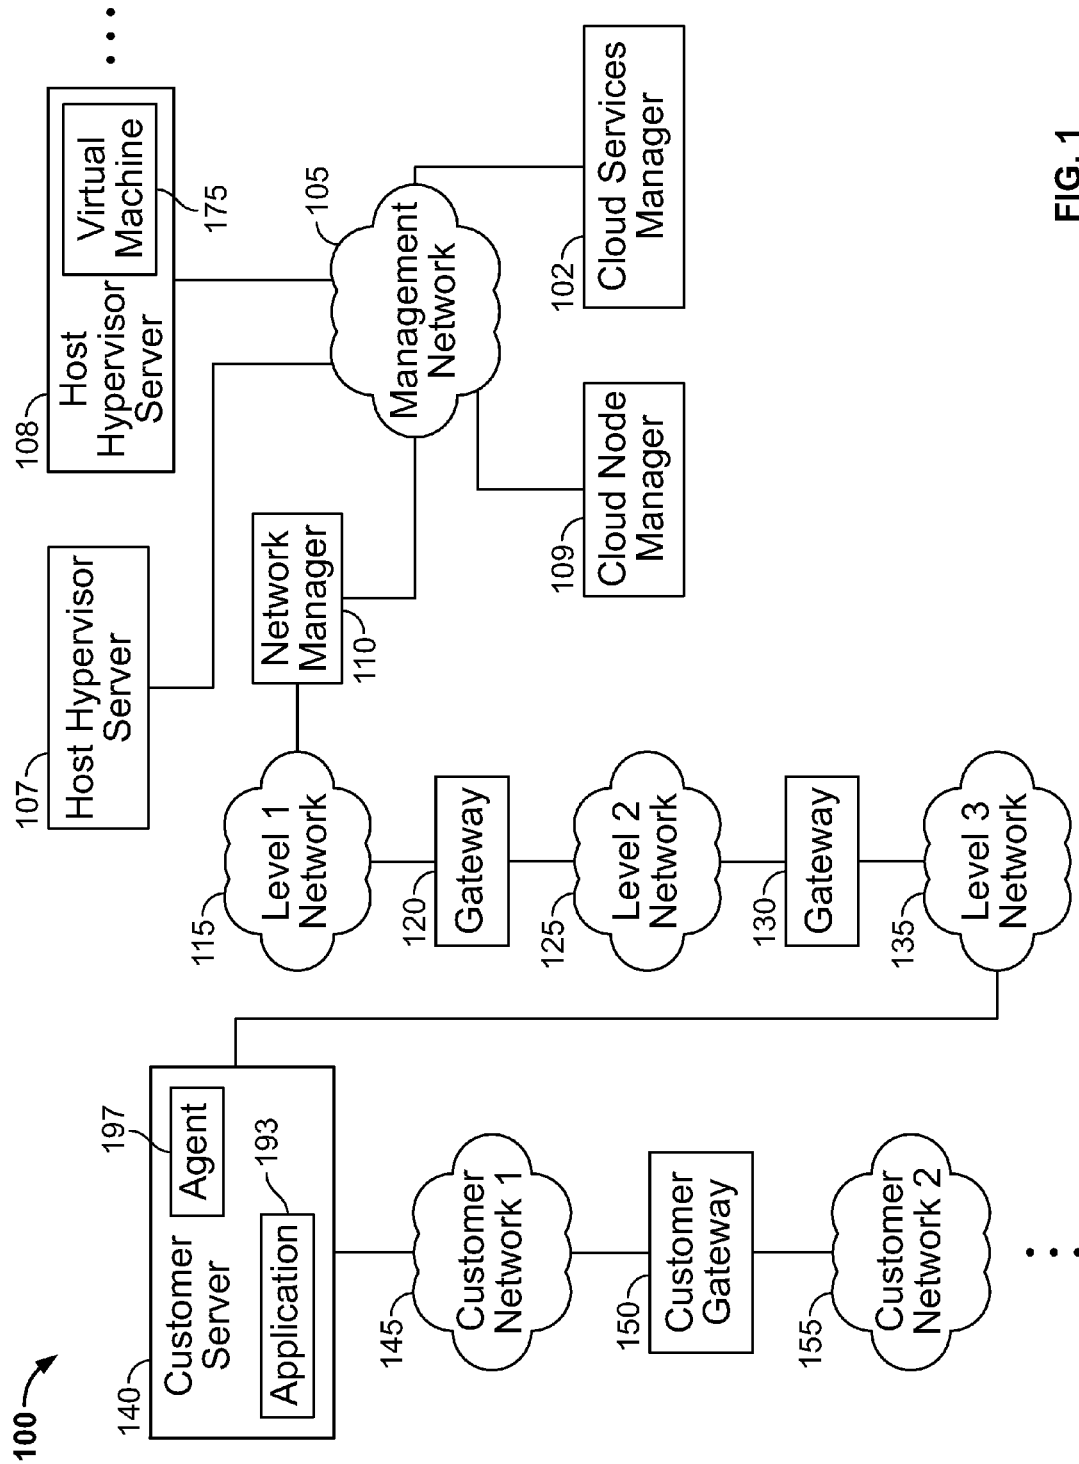 100
140
Customer
Server
197
Agent
193
Application
145
Customer
Network 1
150
Customer
Gateway
155
Customer
Network 2
115
Level 1
Network
120
Gateway
125
Level 2
Network
130
Gateway
135
Level 3
Network
107
Host Hypervisor
Server
Network
Manager
110
108
Host
Hypervisor
Server
Virtual
Machine
175
105
Management
Network
109
Cloud Node
Manager
102
Cloud Services
Manager
FIG. 1